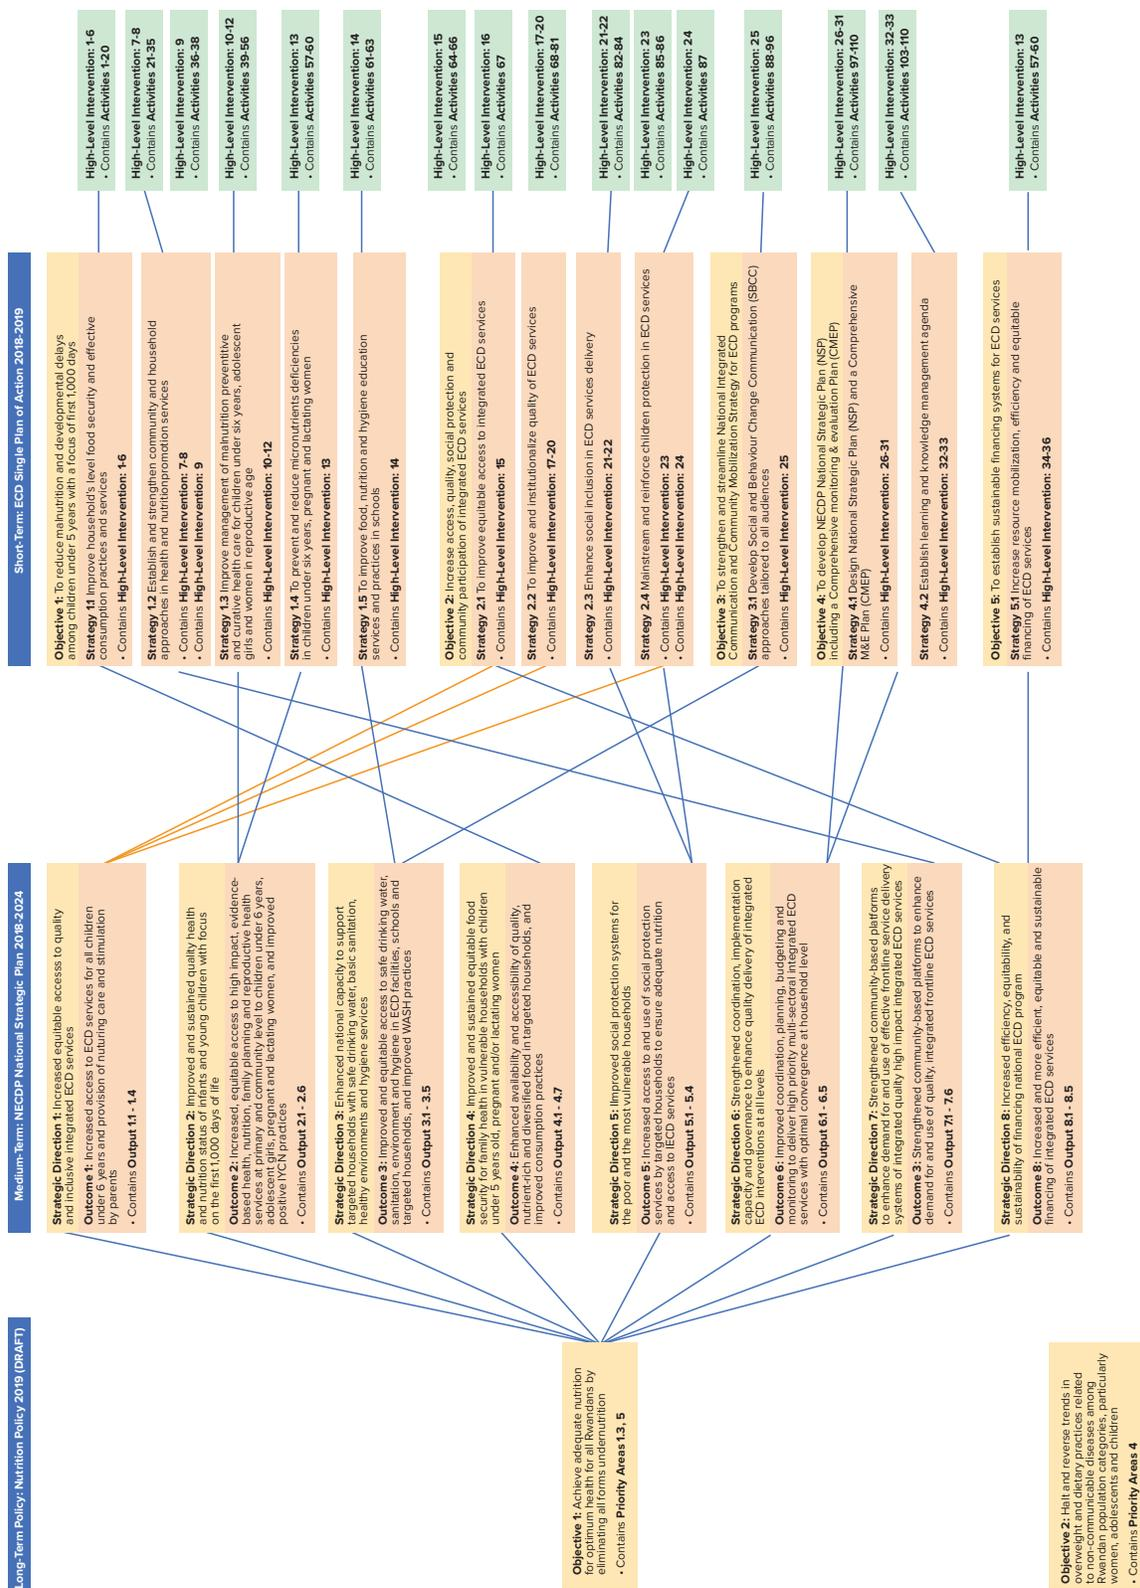 Long-Term Policy: Nutrition Policy 2019 (DRAFT)
Objective 1: Achieve adequate nutrition
for optimum health for all Rwandans by
eliminating all forms undernutrition
• Contains Priority Areas 1.3, 5
Objective 2: Halt and reverse trends in
overweight and dietary practices related
to non-communicable diseases among
Rwandan population categories, particularly
women, adolescents and children
• Contains Priority Areas 4
Medium-Term: NECDP National Strategic Plan 2018-2024
Strategic Direction 1: Increased equitable accesss to quality
and inclusive integrated ECD services
Outcome 1: Increased access to ECD services for all children
under 6 years and provision of nuturing care and stimulation
by parents
• Contains Output 1.1 - 1.4
Strategic Direction 2: Improved and sustained quality health
and nutrition status of infants and young children with focus
on the first 1,000 days of life
Outcome 2: Increased, equitable access to high impact, evidence-
based health, nutrition, family planning and reproductive health
services at primary and community level to children under 6 years,
adolescent girls, pregnant and lactating women, and improved
postive IYCN practices
• Contains Output 2.1 - 2.6
Strategic Direction 3: Enhanced national capacity to support
targeted households with safe drinking water, basic sanitation,
healthy environments and hygiene services
Outcome 3: Improved and equitable access to safe drinking water,
sanitation, environment and hygiene in ECD facilities, schools and
targeted households, and improved WASH practices
• Contains Output 3.1 - 3.5
Strategic Direction 4: Improved and sustained equitable food
security for family health in vulnerable households with children
under 5 years old, pregnant and/or lactating women
Outcome 4: Enhanced availability and accessibility of quality,
nutrient-rich and diversified food in targeted households, and
improved consumption practices
• Contains Output 4.1 - 4.7
Strategic Direction 5: IImproved social protection systems for
the poor and the most vulnerable households
Outcome 5: Increased access to and use of social protection
services by targeted households to ensure adequate nutrition
and access to IECD services
• Contains Output 5.1 - 5.4
Strategic Direction 6: Strengthened coordination, implementation
capacity and governance to enhance quality delivery of integrated
ECD interventions at all levels
Outcome 6: Improved coordination, planning, budgeting and
monitoring to deliver high priority multi-sectoral integrated ECD
services with optimal convergence at household level
• Contains Output 6.1 - 6.5
Strategic Direction 7: Strengthened community-based platforms
to enhance demand for and use of effective frontline service delivery
systems of integrated quality high impact integrated ECD services
Outcome 3: Strengthened community-based platforms to enhance
demand for and use of quality, integrated frontline ECD services
• Contains Output 7.1 - 7.6
Strategic Direction 8: Increased efficiency, equitability, and
sustainability of financing national ECD program
Outcome 8: Increased and more efficient, equitable and sustainable
financing of integrated ECD services
• Contains Output 8.1 - 8.5
Short-Term: ECD Single Plan of Action 2018-2019
Objective 1: To reduce malnutrition and developmental delays
among children under 5 years with a focus of first 1,000 days
Strategy 1.1 Improve household's level food security and effective
consumption practices and services
• Contains High-Level Intervention: 1-6
Strategy 1.2 Establish and strengthen community and household
approaches in health and nutritionpromotion services
• Contains High-Level Intervention: 7-8
• Contains High-Level Intervention: 9
Strategy 1.3 Improve management of malnutrition preventitive
and curative health care for children under six years, adolescent
girls and women in reproductive age
• Contains High-Level Intervention: 10-12
Strategy 1.4 To prevent and reduce micronutrients deficiencies
in children under six years, pregnant and lactating women
• Contains High-Level Intervention: 13
Strategy 1.5 To improve food, nutrition and hygiene education
services and practices in schools
• Contains High-Level Intervention: 14
Objective 2: Increase access, quality, social protection and
community participation of integrated ECD services
Strategy 2.1 To improve equitable access to integrated ECD services
• Contains High-Level Intervention: 15
Strategy 2.2 To improve and institutionalize quality of ECD services
• Contains High-Level Intervention: 17-20
Strategy 2.3 Enhance social inclusion in ECD services delivery
• Contains High-Level Intervention: 21-22
Strategy 2.4 Mainstream and reinforce children protection in ECD services
• Contains High-Level Intervention: 23
• Contains High-Level Intervention: 24
Objective 3: To strengthen and streamline National Integrated
Communication and Community Mobilization Strategy for ECD programs
Strategy 3.1 Develop Social and Behaviour Change Communication (SBCC)
approaches tailored to all audiences
• Contains High-Level Intervention: 25
Objective 4: To develop NECDP National Strategic Plan (NSP)
including a Comprehensive monitoring & evaluation Plan (CMEP)
Strategy 4.1 Design National Strategic Plan (NSP) and a Comprehensive
M&E Plan (CMEP)
• Contains High-Level Intervention: 26-31
Strategy 4.2 Establish learning and knowledge management agenda
• Contains High-Level Intervention: 32-33
Objective 5: To establish sustainable financing systems for ECD services
Strategy 5.1 Increase resource mobilization, efficiency and equitable
financing of ECD services
• Contains High-Level Intervention: 34-36
High-Level Intervention: 1-6
• Contains Activities 1-20
High-Level Intervention: 7-8
• Contains Activities 21-35
High-Level Intervention: 9
• Contains Activities 36-38
High-Level Intervention: 10-12
• Contains Activities 39-56
High-Level Intervention: 13
• Contains Activities 57-60
High-Level Intervention: 14
• Contains Activities 61-63
High-Level Intervention: 15
• Contains Activities 64-66
High-Level Intervention: 16
• Contains Activities 67
High-Level Intervention: 17-20
• Contains Activities 68-81
High-Level Intervention: 21-22
• Contains Activities 82-84
High-Level Intervention: 23
• Contains Activities 85-86
High-Level Intervention: 24
• Contains Activities 87
High-Level Intervention: 25
• Contains Activities 88-96
High-Level Intervention: 26-31
• Contains Activities 97-110
High-Level Intervention: 32-33
• Contains Activities 103-110
High-Level Intervention: 13
• Contains Activities 57-60